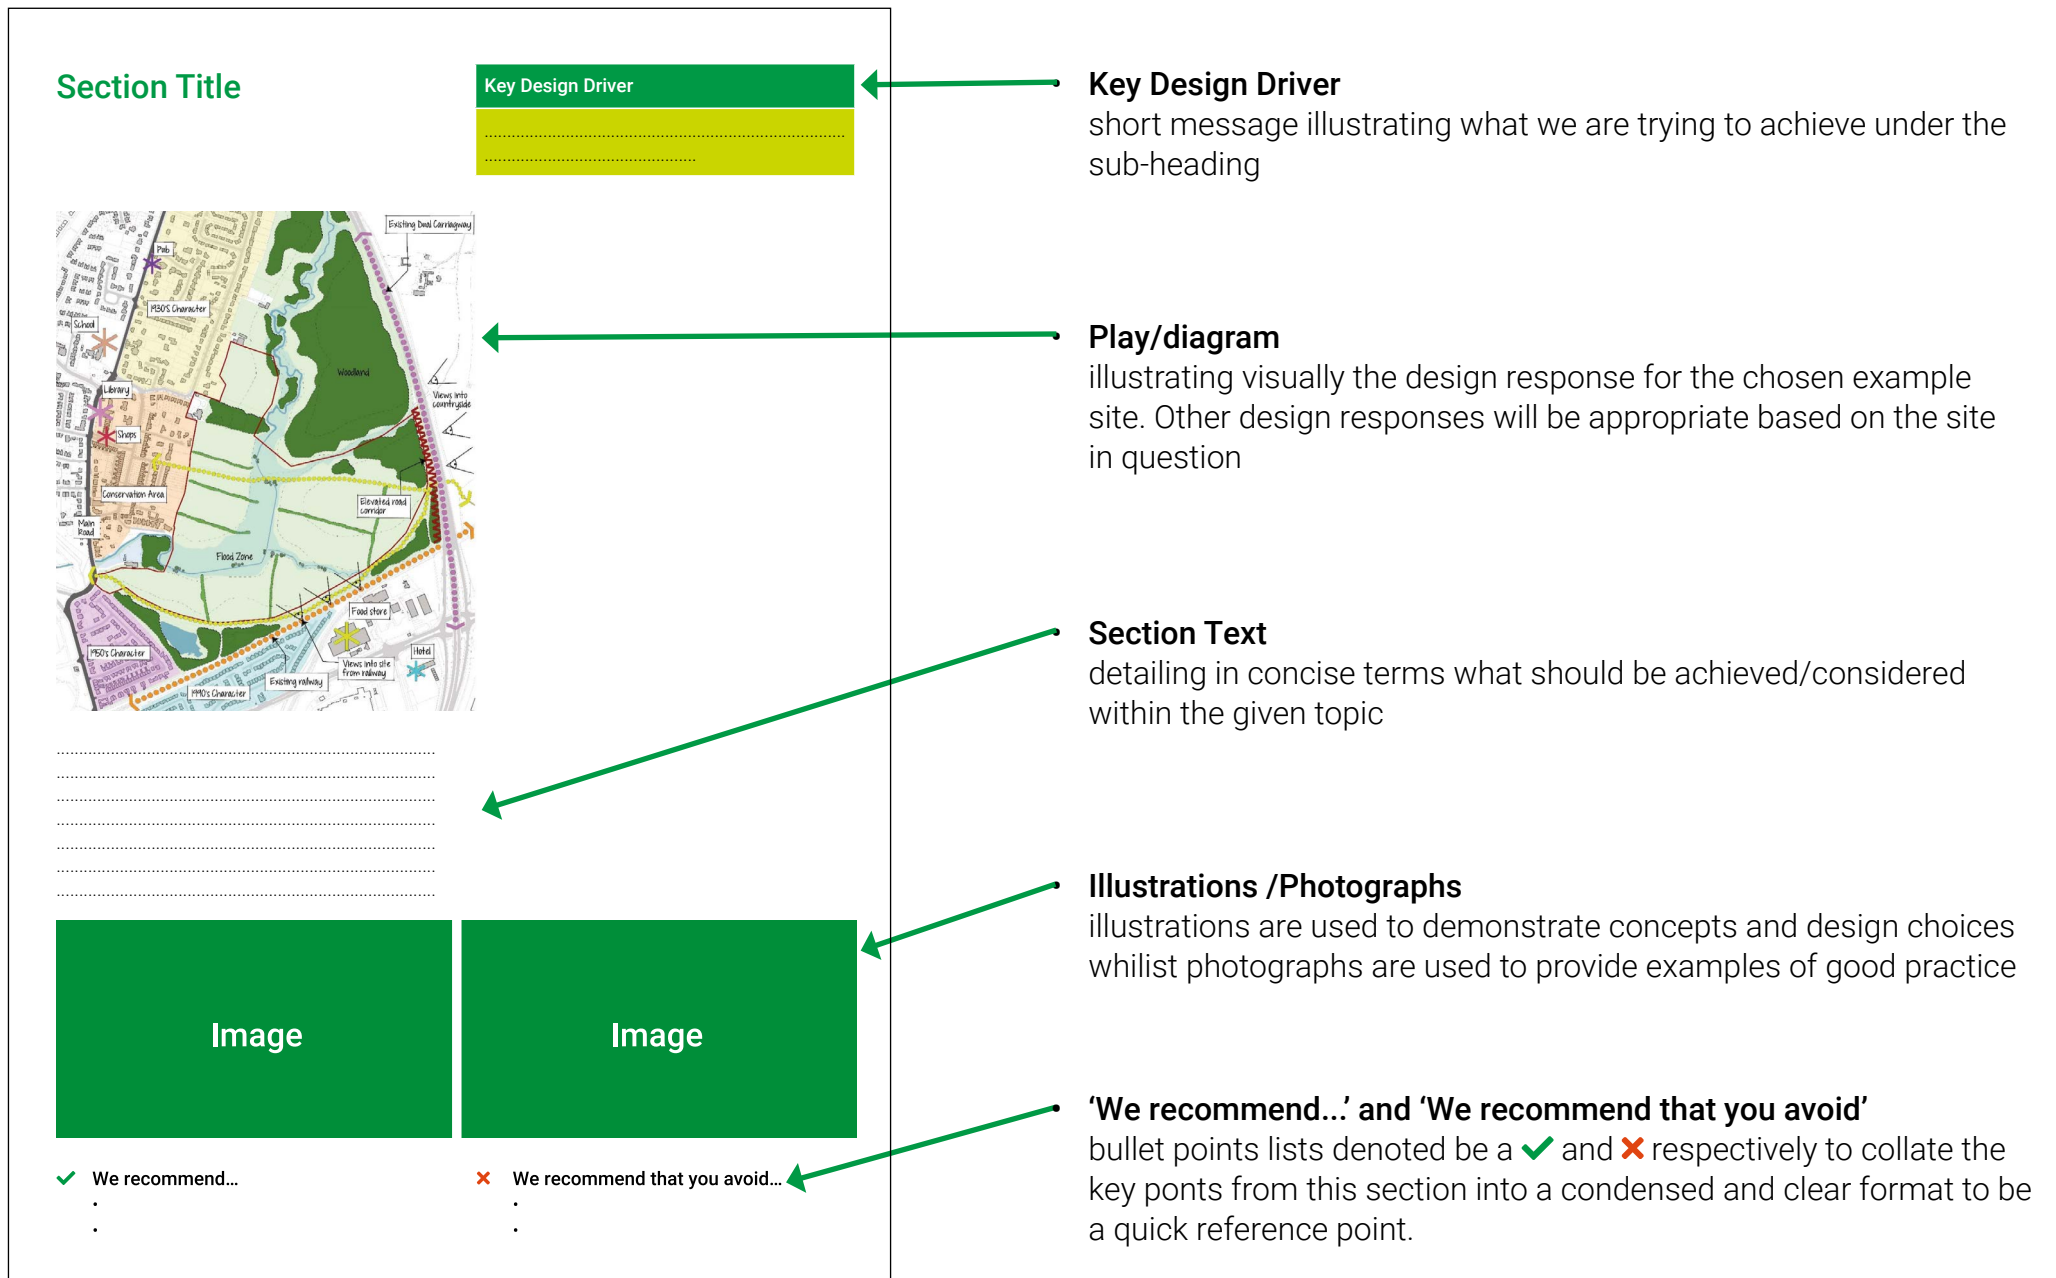 Section Title
Key Design Driver
Existing Dual Carriagway
Pub
1930'S Character
School
Woodland
Library
Views into
countryside
Shops
Conservation Area
Elevated road
corridor
Main
Road
Flood Zone
Food store
Hotel
1950's Character
Views into site
from railway
Existing railway
1990's Character
Image
Image
We recommend...
We recommend that you avoid...
Key Design Driver
short message illustrating what we are trying to achieve under the
sub-heading
Play/diagram
illustrating visually the design response for the chosen example
site. Other design responses will be appropriate based on the site
in question
Section Text
detailing in concise terms what should be achieved/considered
within the given topic
Illustrations /Photographs
illustrations are used to demonstrate concepts and design choices
whilist photographs are used to provide examples of good practice
‘We recommend...’ and ‘We recommend that you avoid’
bullet points lists denoted be a ✔ and ✖ respectively to collate the
key ponts from this section into a condensed and clear format to be
a quick reference point.